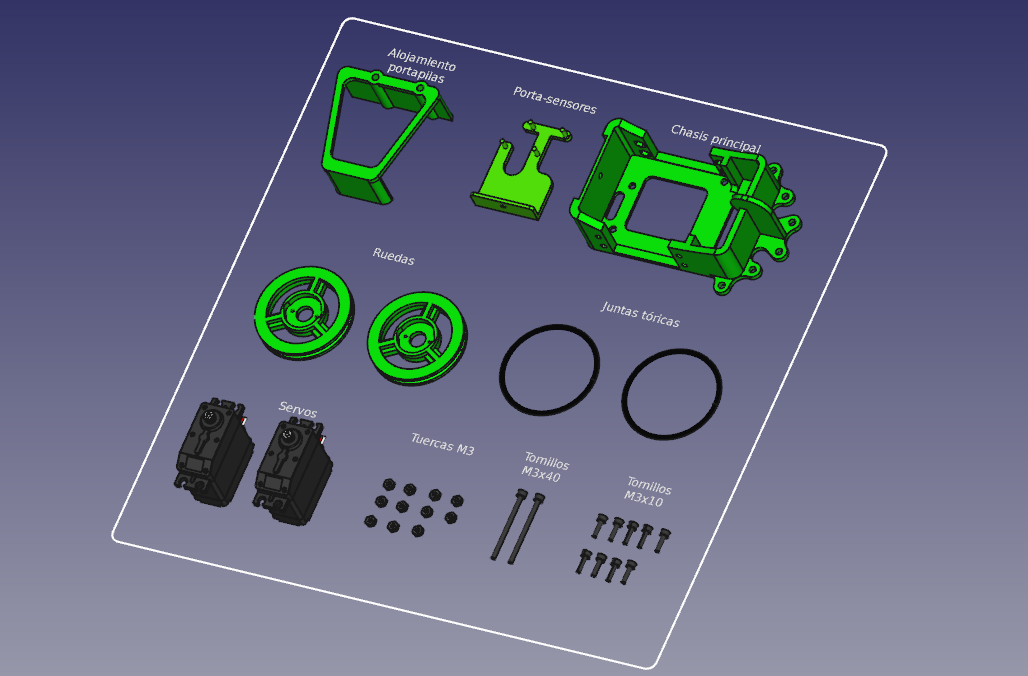 Alojamiento
portapilas
Porta-sensores
Chasis principal
Ruedas
Juntas tóricas
Servos
Tuercas M3
Tornillos
M3x40
Tornillos
M3x10